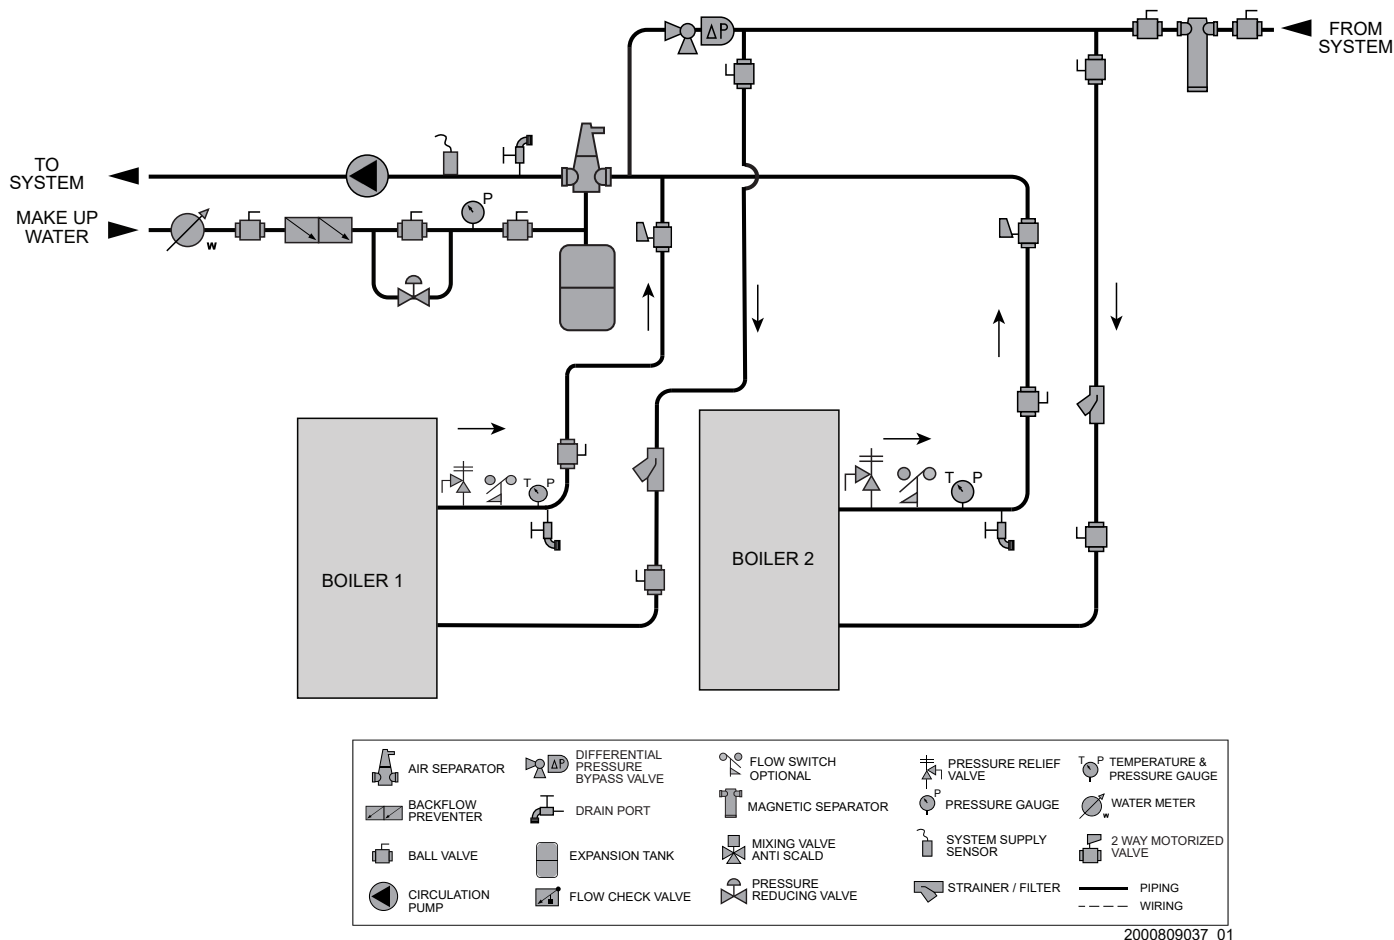 ΔP
FROM
SYSTEM
TO
SYSTEM
MAKE UP
WATER
W
P
T P
T P
BOILER 1
BOILER 2
AIR SEPARATOR
BACKFLOW
PREVENTER
BALL VALVE
CIRCULATION
PUMP
ΔP
DIFFERENTIAL
PRESSURE
BYPASS VALVE
DRAIN PORT
EXPANSION TANK
FLOW CHECK VALVE
FLOW SWITCH
OPTIONAL
MAGNETIC SEPARATOR
MIXING VALVE
ANTI SCALD
PRESSURE
REDUCING VALVE
PRESSURE RELIEF
VALVE
P
PRESSURE GAUGE
SYSTEM SUPPLY
SENSOR
STRAINER / FILTER
T P
TEMPERATURE &
PRESSURE GAUGE
W
WATER METER
2 WAY MOTORIZED
VALVE
PIPING
WIRING
2000809037_01